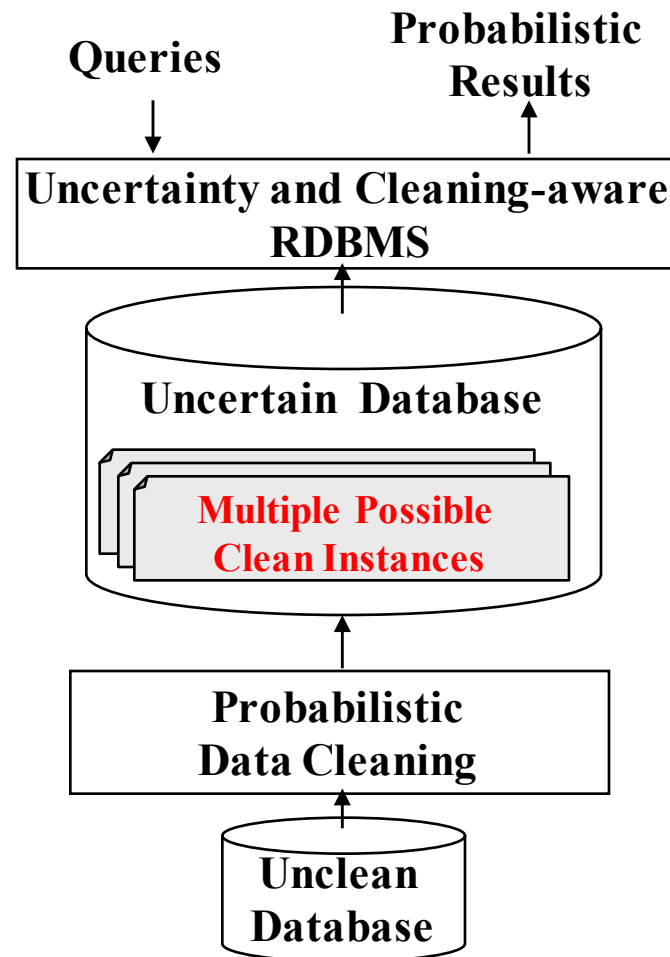 Queries
Probabilistic
Results
Uncertainty and Cleaning-aware
RDBMS
Uncertain Database
Multiple Possible
Clean Instances
Probabilistic
Data Cleaning
Unclean
Database